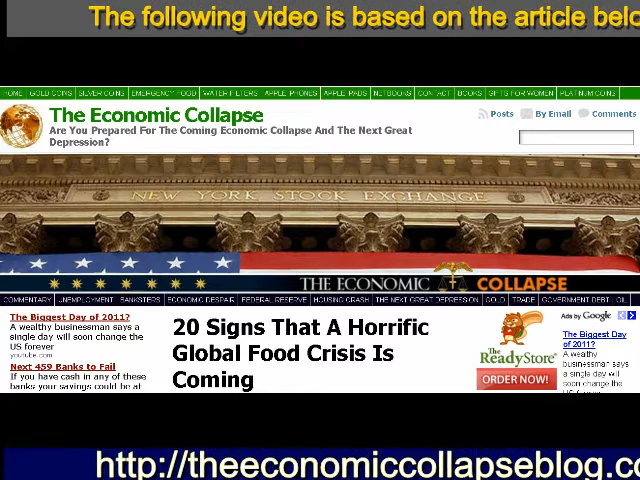 The following video is based on the article belo
HOME GOLD COINS SILVER COINS EMERGENCY FOOD WATER FILTERS APPLE IPHONES APPLE IPADS NETBOOKS CONTACT BOOKS GIFTS FOR WOMEN PLATINUM COINS
The Economic Collapse
Are You Prepared For The Coming Economic Collapse And The Next Great
Depression?
Posts By Email Comments
NEW YORK STOCK EXCHANGE
THE ECONOMIC COLLAPSE
COMMENTARY UNEMPLOYMENT BANKSTERS ECONOMIC DESPAIR FEDERAL RESERVE HOUSING CRASH THE NEXT GREAT DEPRESSION GOLD TRADE GOVERNMENT DEBT OIL
The Biggest Day of 2011?
A wealthy businessman says a
single day will soon change the
US forever
youtube.com
Next 459 Banks to Fail
If you have cash in any of these
banks your savings could be at
20 Signs That A Horrific
Global Food Crisis Is
Coming
The
READYSTORE
ORDER NOW!
Ads by Google
The Biggest Day
of 2011?
A wealthy
businessman says
a single day will
soon change the
http://theeconomiccollapseblog.co